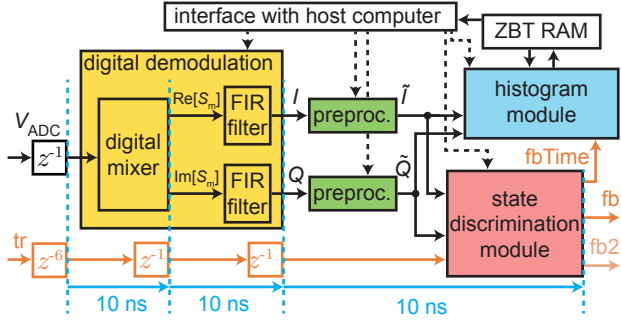 interface with host computer
ZBT RAM
digital demodulation
Re[Sₘ]
FIR
filter
I
preproc.
Ĩ
histogram
module
V_ADC
z⁻¹
digital
mixer
Im[Sₘ]
FIR
filter
Q
preproc.
Q̃
fbTime
state
discrimination
module
fb
fb2
tr
z⁻⁶
z⁻¹
z⁻¹
10 ns
10 ns
10 ns